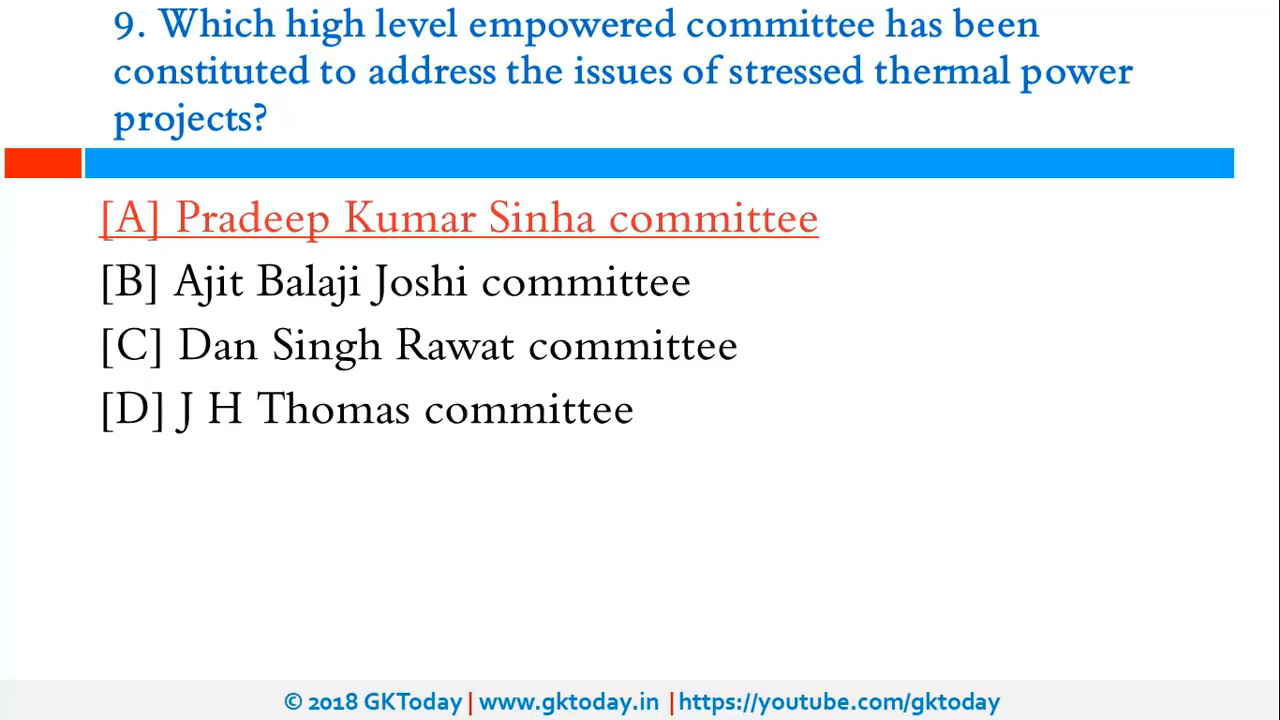 9. Which high level empowered committee has been
constituted to address the issues of stressed thermal power
projects?
[A] Pradeep Kumar Sinha committee
[B] Ajit Balaji Joshi committee
[C] Dan Singh Rawat committee
[D] J H Thomas committee
© 2018 GKToday | www.gktoday.in | https://youtube.com/gktoday